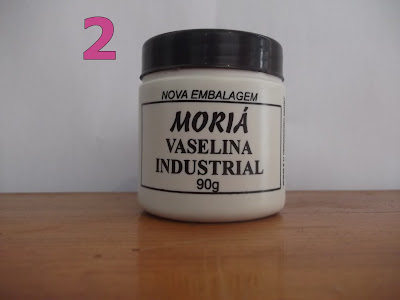 2
NOVA EMBALAGEM
MORIÁ
VASELINA
INDUSTRIAL
90g